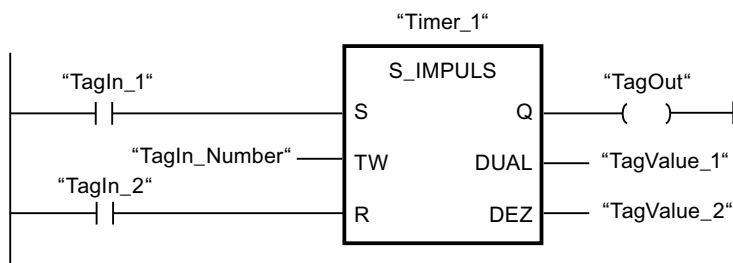 “Timer_1“
S_IMPULS
“TagIn_1“
“TagOut“
S
Q
“TagIn_Number“
TW
DUAL
“TagValue_1“
“TagIn_2“
R
DEZ
“TagValue_2“